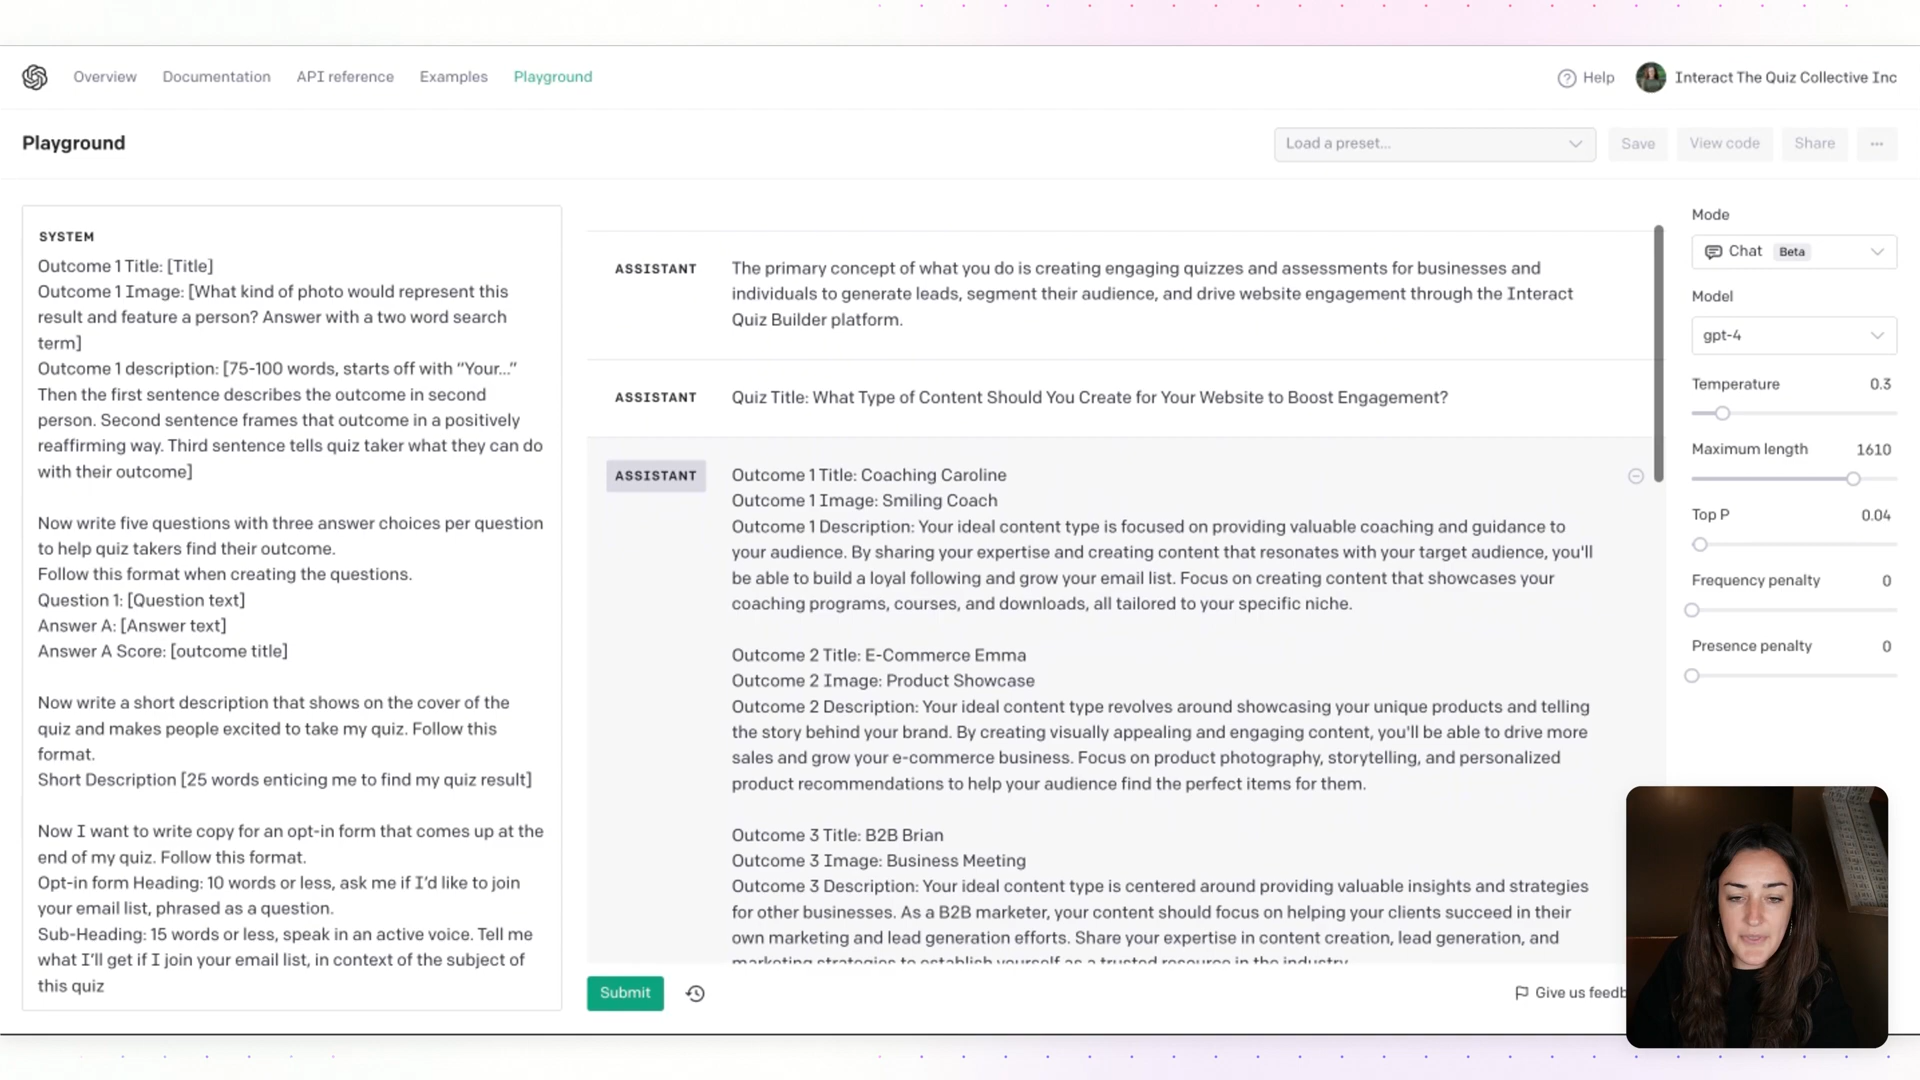 Overview Documentation API reference Examples Playground
Help Interact The Quiz Collective Inc
Playground
Load a preset... Save View code Share ...
SYSTEM
Outcome 1 Title: [Title]
Outcome 1 Image: [What kind of photo would represent this
result and feature a person? Answer with a two word search
term]
Outcome 1 description: [75-100 words, starts off with “Your...”
Then the first sentence describes the outcome in second
person. Second sentence frames that outcome in a positively
reaffirming way. Third sentence tells quiz taker what they can do
with their outcome]
Now write five questions with three answer choices per question
to help quiz takers find their outcome.
Follow this format when creating the questions.
Question 1: [Question text]
Answer A: [Answer text]
Answer A Score: [outcome title]
Now write a short description that shows on the cover of the
quiz and makes people excited to take my quiz. Follow this
format.
Short Description [25 words enticing me to find my quiz result]
Now I want to write copy for an opt-in form that comes up at the
end of my quiz. Follow this format.
Opt-in form Heading: 10 words or less, ask me if I’d like to join
your email list, phrased as a question.
Sub-Heading: 15 words or less, speak in an active voice. Tell me
what I’ll get if I join your email list, in context of the subject of
this quiz
ASSISTANT
The primary concept of what you do is creating engaging quizzes and assessments for businesses and
individuals to generate leads, segment their audience, and drive website engagement through the Interact
Quiz Builder platform.
ASSISTANT
Quiz Title: What Type of Content Should You Create for Your Website to Boost Engagement?
ASSISTANT
Outcome 1 Title: Coaching Caroline
Outcome 1 Image: Smiling Coach
Outcome 1 Description: Your ideal content type is focused on providing valuable coaching and guidance to
your audience. By sharing your expertise and creating content that resonates with your target audience, you'll
be able to build a loyal following and grow your email list. Focus on creating content that showcases your
coaching programs, courses, and downloads, all tailored to your specific niche.
Outcome 2 Title: E-Commerce Emma
Outcome 2 Image: Product Showcase
Outcome 2 Description: Your ideal content type revolves around showcasing your unique products and telling
the story behind your brand. By creating visually appealing and engaging content, you'll be able to drive more
sales and grow your e-commerce business. Focus on product photography, storytelling, and personalized
product recommendations to help your audience find the perfect items for them.
Outcome 3 Title: B2B Brian
Outcome 3 Image: Business Meeting
Outcome 3 Description: Your ideal content type is centered around providing valuable insights and strategies
for other businesses. As a B2B marketer, your content should focus on helping your clients succeed in their
own marketing and lead generation efforts. Share your expertise in content creation, lead generation, and
marketing strategies to establish yourself as a trusted resource in the industry.
Submit
Give us feedb
Mode
Chat Beta
Model
gpt-4
Temperature 0.3
Maximum length 1610
Top P 0.04
Frequency penalty 0
Presence penalty 0